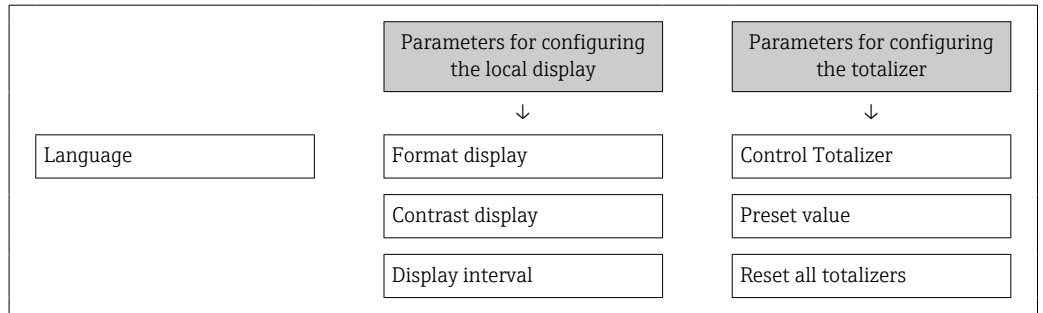 Parameters for configuring
the local display
Parameters for configuring
the totalizer
↓
↓
Language
Format display
Control Totalizer
Contrast display
Preset value
Display interval
Reset all totalizers